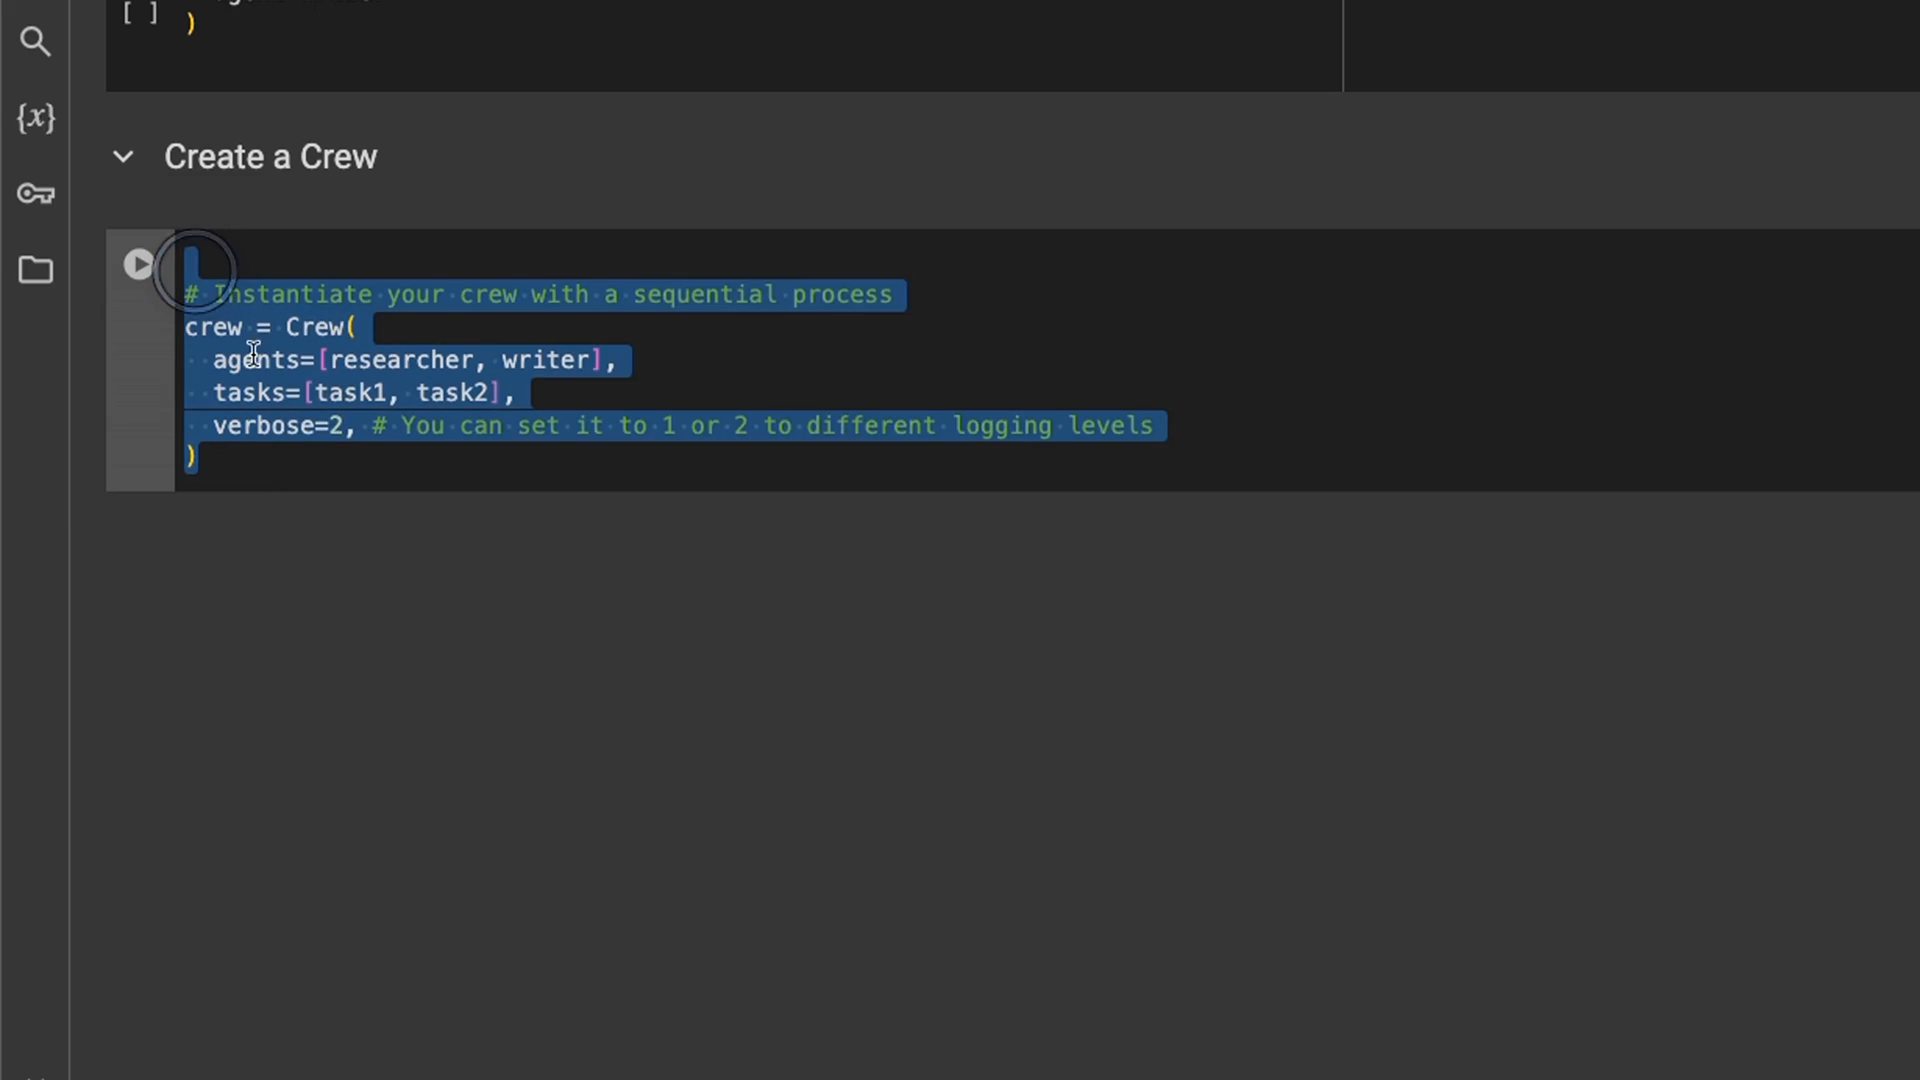 [ ] )
{x}
Create a Crew
# Instantiate your crew with a sequential process
crew = Crew(
  agents=[researcher, writer],
  tasks=[task1, task2],
  verbose=2, # You can set it to 1 or 2 to different logging levels
)